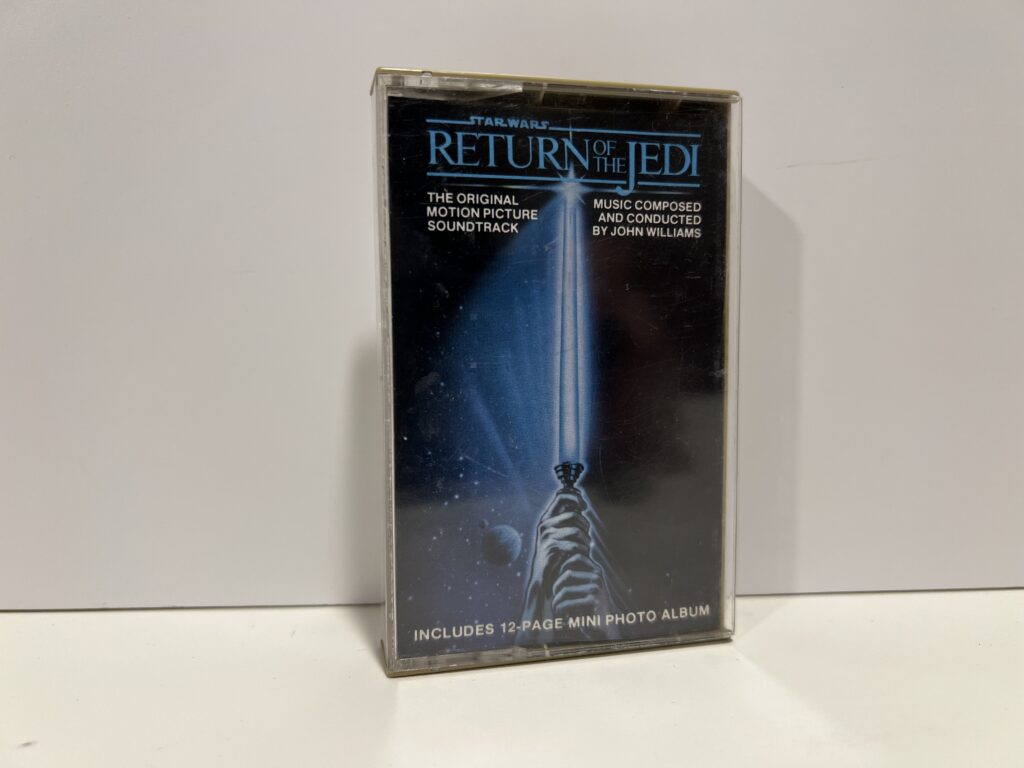 STAR WARS
RETURN OF THE JEDI
THE ORIGINAL
MOTION PICTURE
SOUNDTRACK
MUSIC COMPOSED
AND CONDUCTED
BY JOHN WILLIAMS
INCLUDES 12-PAGE MINI PHOTO ALBUM